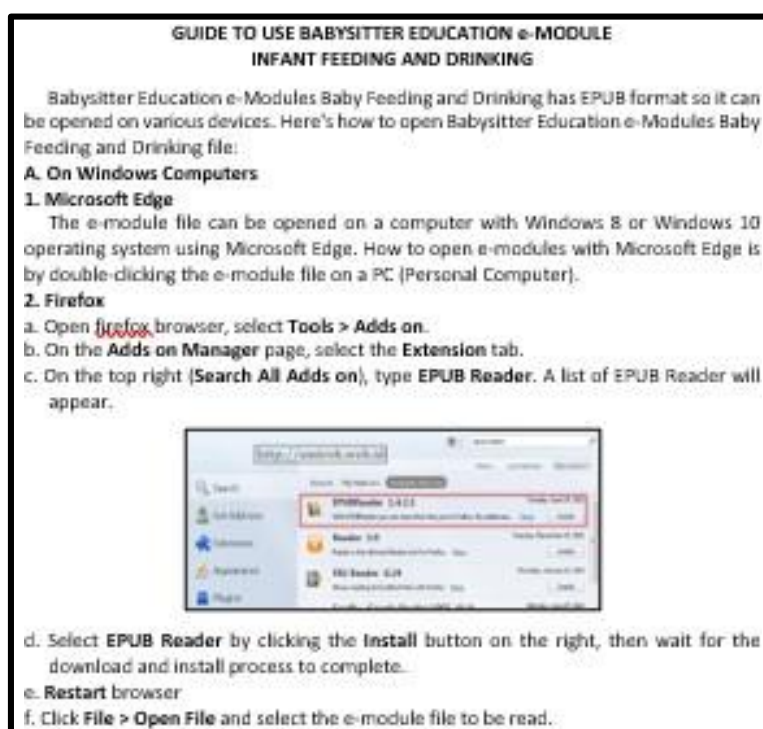 GUIDE TO USE BABYSITTER EDUCATION e-MODULE
INFANT FEEDING AND DRINKING
Babysitter Education e-Modules Baby Feeding and Drinking has EPUB format so it can
be opened on various devices. Here's how to open Babysitter Education e-Modules Baby
Feeding and Drinking file:
A. On Windows Computers
1. Microsoft Edge
The e-module file can be opened on a computer with Windows 8 or Windows 10
operating system using Microsoft Edge. How to open e-modules with Microsoft Edge is
by double-clicking the e-module file on a PC (Personal Computer).
2. Firefox
a. Open firefox browser, select Tools > Adds on.
b. On the Adds on Manager page, select the Extension tab.
c. On the top right (Search All Adds on), type EPUB Reader. A list of EPUB Reader will
appear.
Search
EPUBReader
Reader
Reader
Plugins
d. Select EPUB Reader by clicking the Install button on the right, then wait for the
download and install process to complete.
e. Restart browser
f. Click File > Open File and select the e-module file to be read.